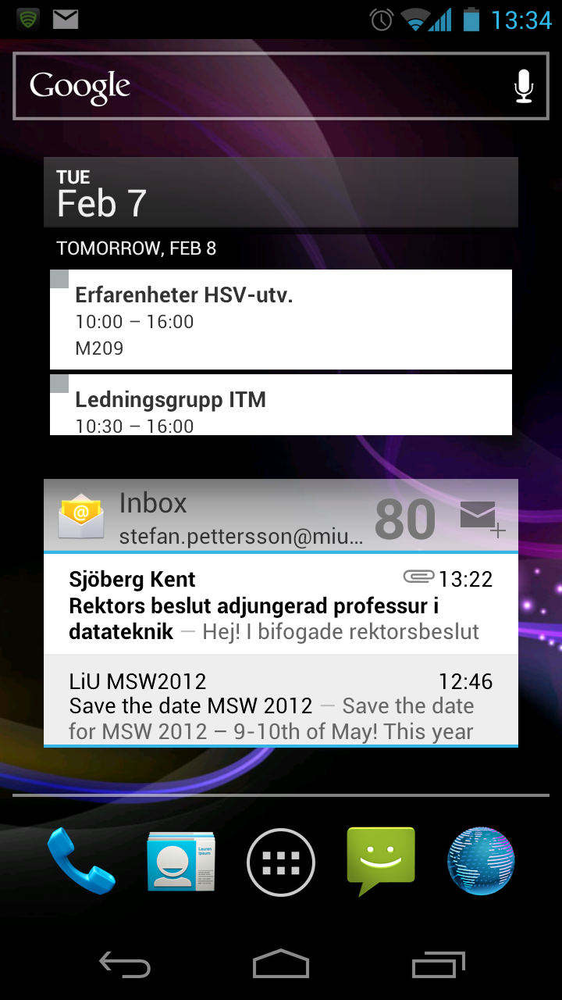 13:34
Google
TUE
Feb 7
TOMORROW, FEB 8
Erfarenheter HSV-utv.
10:00 – 16:00
M209
Ledningsgrupp ITM
10:30 – 16:00
Inbox
stefan.pettersson@miu...
80
Sjöberg Kent
13:22
Rektors beslut adjungerad professur i
datateknik — Hej! I bifogade rektorsbeslut
LiU MSW2012
12:46
Save the date MSW 2012 — Save the date
for MSW 2012 – 9-10th of May! This year
Lauren
Ipsum